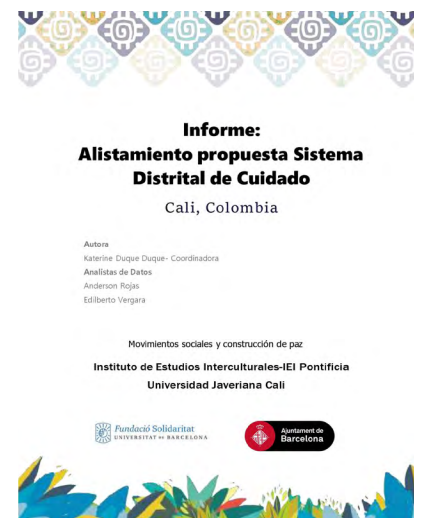 Informe:
Alistamiento propuesta Sistema
Distrital de Cuidado
Cali, Colombia
Autora
Katerine Duque Duque- Coordinadora
Analistas de Datos
Anderson Rojas
Edilberto Vergara
Movimientos sociales y construcción de paz
Instituto de Estudios Interculturales-IEI Pontificia
Universidad Javeriana Cali
Fundació Solidaritat
UNIVERSITAT DE BARCELONA
Ajuntament de
Barcelona